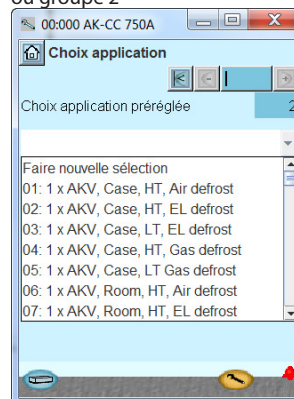 ou groupe 2
00:000 AK-CC 750A
Choix application
Choix application préréglée 2
Faire nouvelle sélection
01: 1 x AKV, Case, HT, Air defrost
02: 1 x AKV, Case, HT, EL defrost
03: 1 x AKV, Case, LT, EL defrost
04: 1 x AKV, Case, HT, Gas defrost
05: 1 x AKV, Case, LT Gas defrost
06: 1 x AKV, Room, HT, Air defrost
07: 1 x AKV, Room, HT, EL defrost